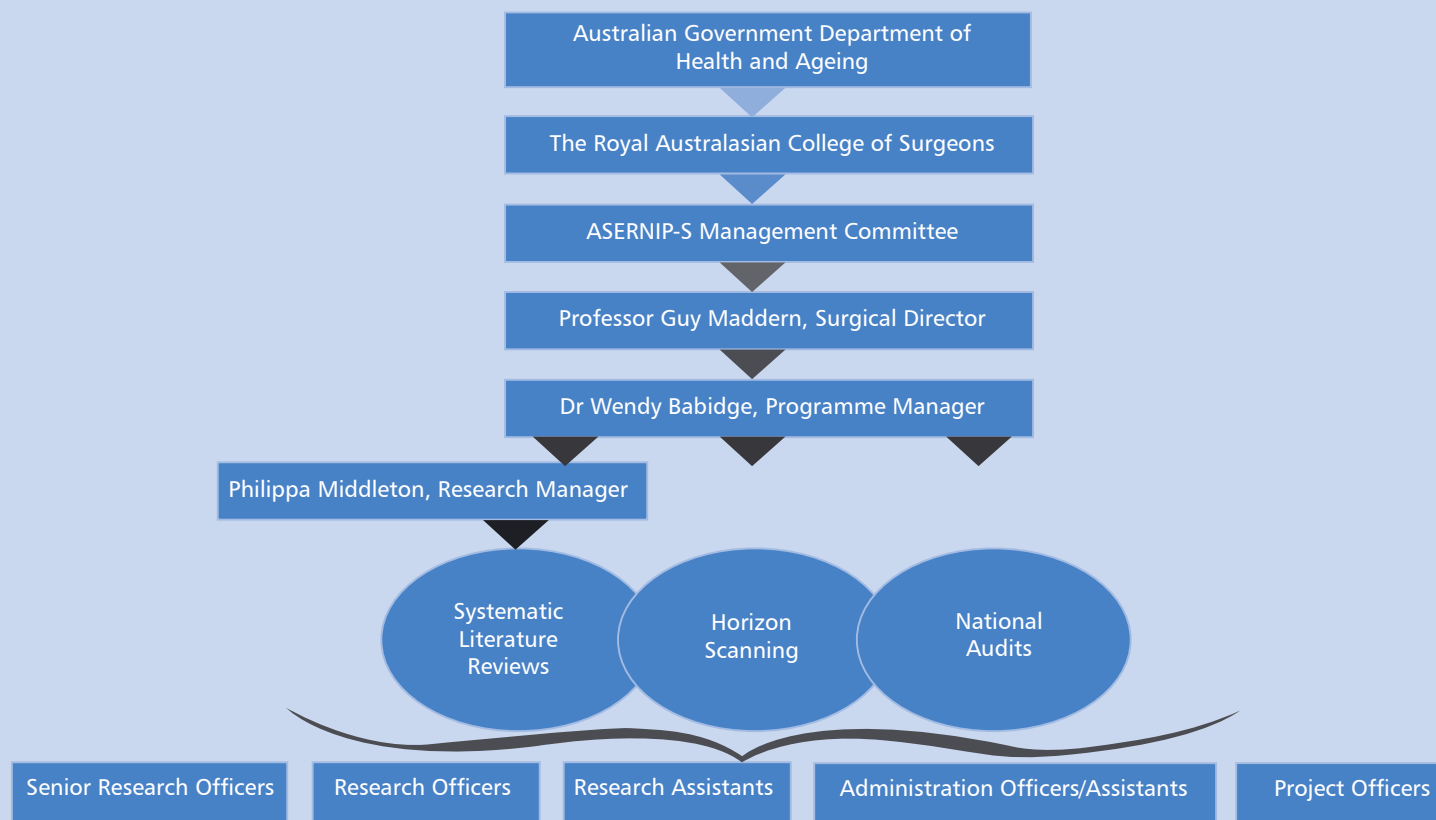 Australian Government Department of
Health and Ageing
The Royal Australasian College of Surgeons
ASERNIP-S Management Committee
Professor Guy Maddern, Surgical Director
Dr Wendy Babidge, Programme Manager
Philippa Middleton, Research Manager
Systematic
Literature
Reviews
Horizon
Scanning
National
Audits
Senior Research Officers
Research Officers
Research Assistants
Administration Officers/Assistants
Project Officers